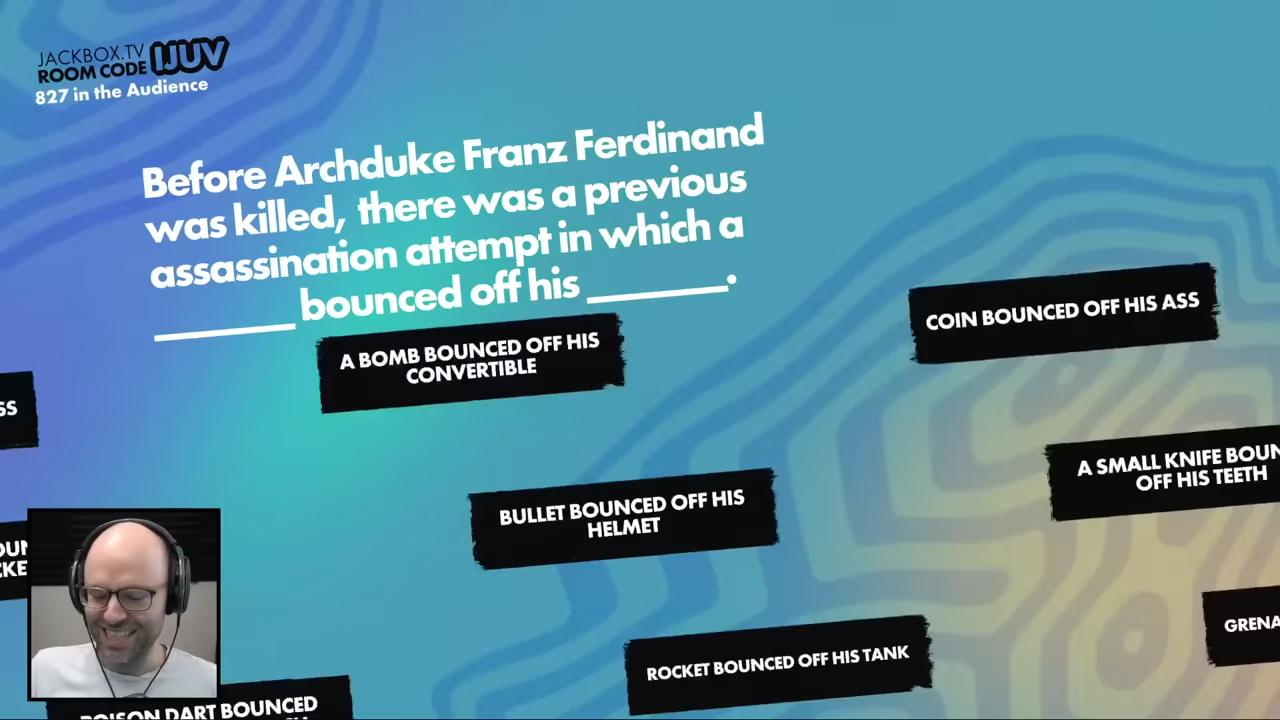 JACKBOX.TV
ROOM CODE IJUV
827 in the Audience
Before Archduke Franz Ferdinand
was killed, there was a previous
assassination attempt in which a
_______ bounced off his _______.
A BOMB BOUNCED OFF HIS
CONVERTIBLE
COIN BOUNCED OFF HIS ASS
BULLET BOUNCED OFF HIS
HELMET
A SMALL KNIFE BOUN
OFF HIS TEETH
ROCKET BOUNCED OFF HIS TANK
GRENA
POISON DART BOUNCED